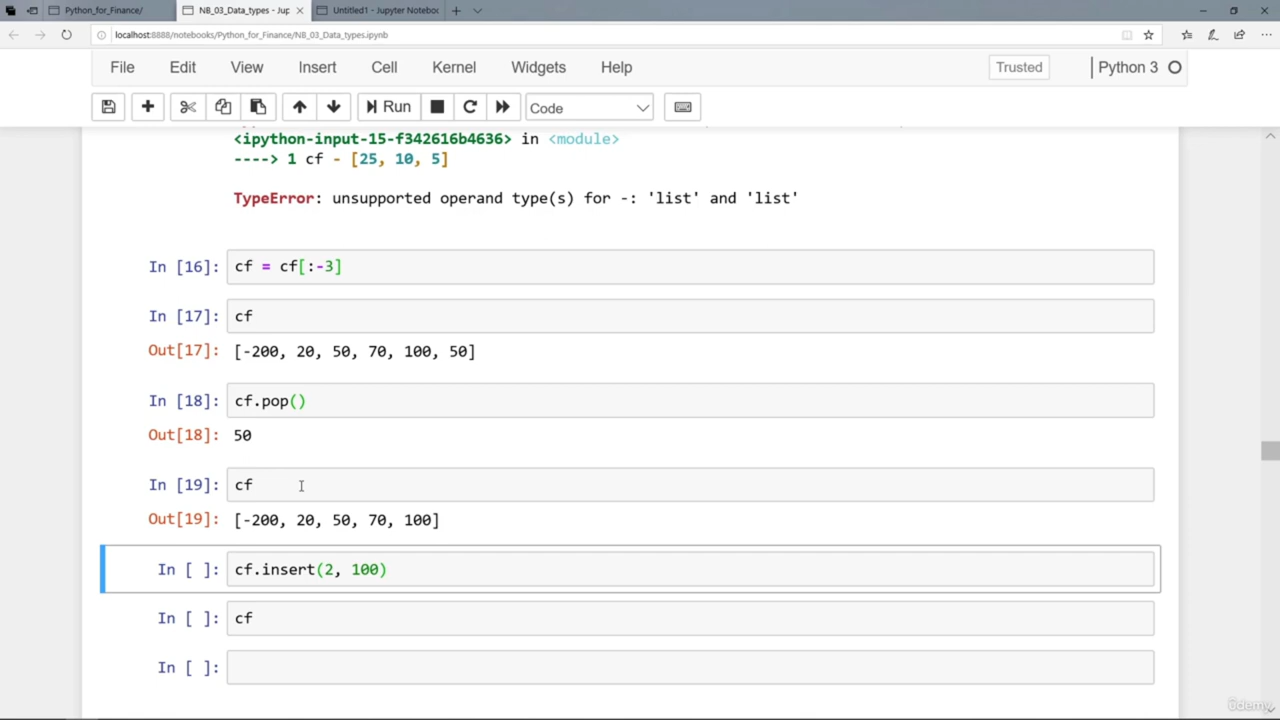 Python_for_Finance/ NB_03_Data_types - Jup Untitled1 - Jupyter Noteboo
localhost:8888/notebooks/Python_for_Finance/NB_03_Data_types.ipynb
File Edit View Insert Cell Kernel Widgets Help Trusted Python 3
Run Code
<ipython-input-15-f342616b4636> in <module>
----> 1 cf - [25, 10, 5]
TypeError: unsupported operand type(s) for -: 'list' and 'list'
In [16]: cf = cf[:-3]
In [17]: cf
Out[17]: [-200, 20, 50, 70, 100, 50]
In [18]: cf.pop()
Out[18]: 50
In [19]: cf
Out[19]: [-200, 20, 50, 70, 100]
In [ ]: cf.insert(2, 100)
In [ ]: cf
In [ ]:
Udemy